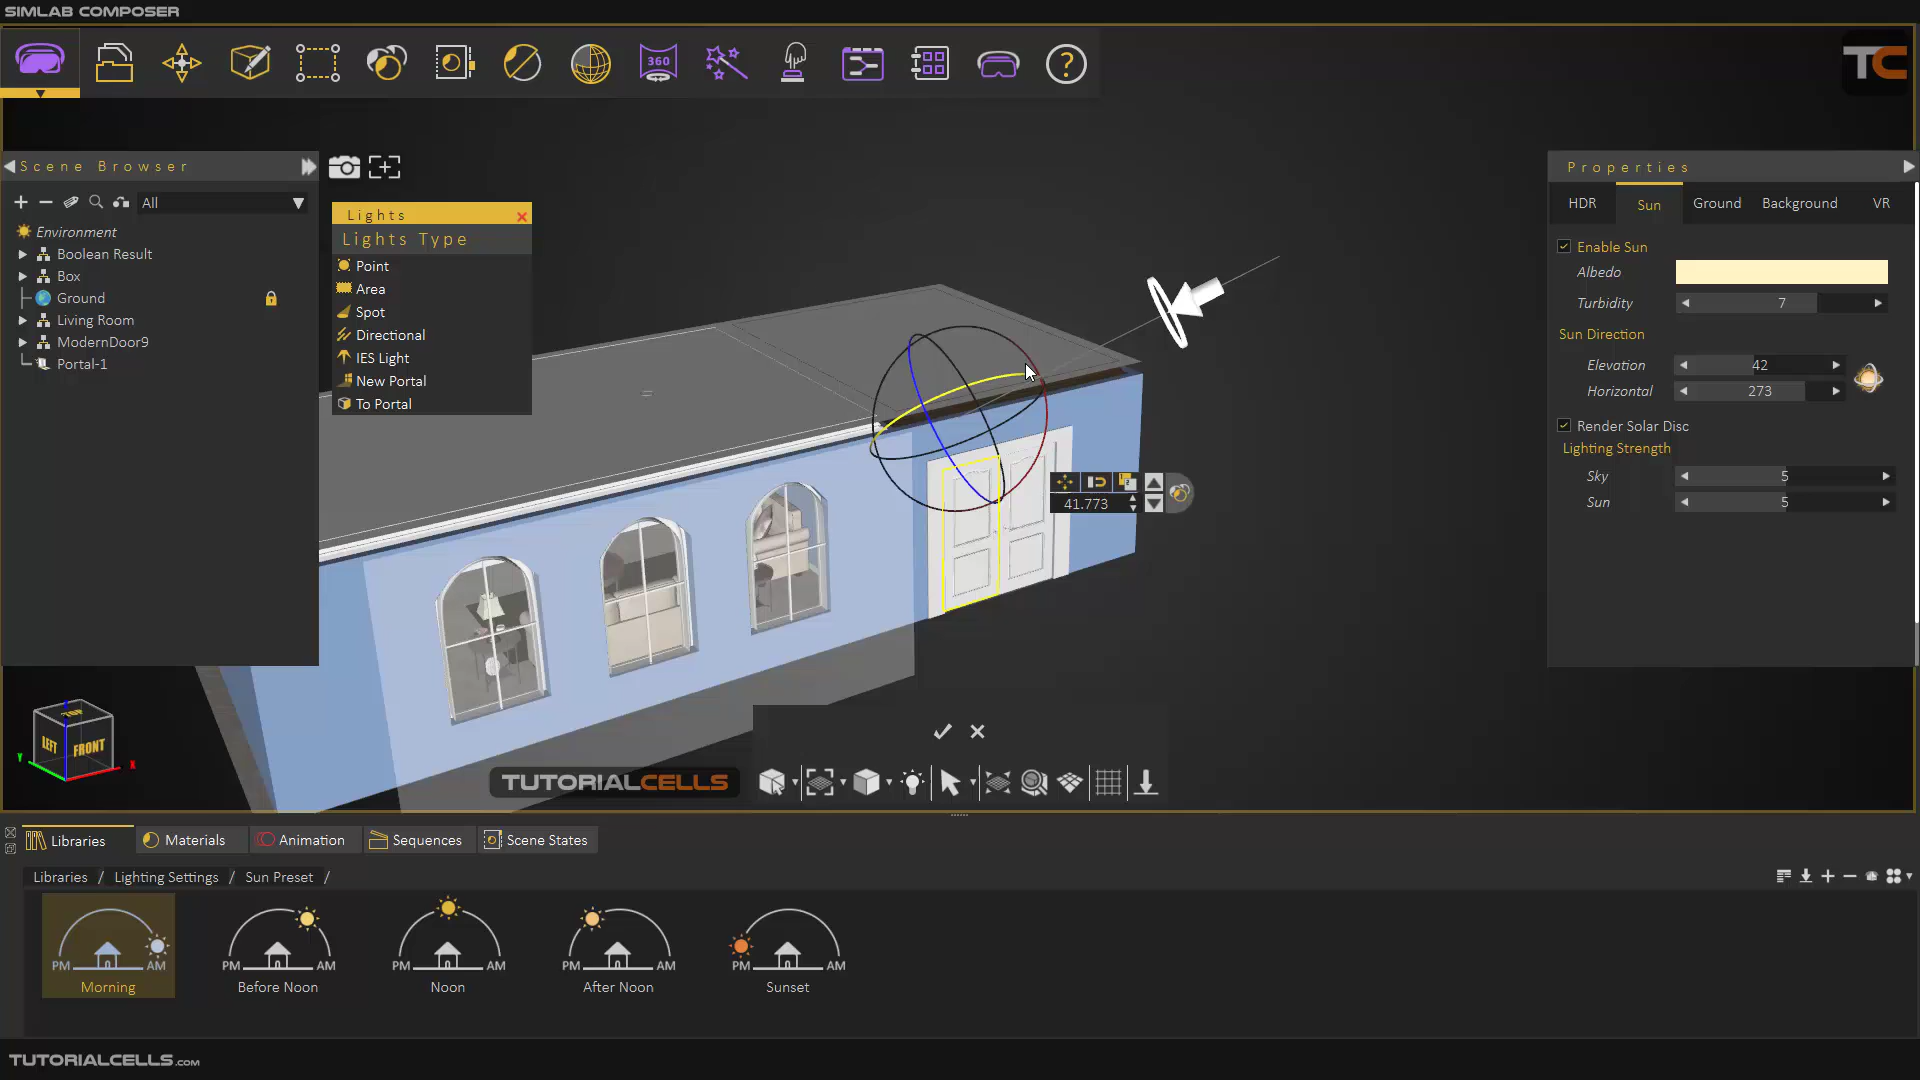 SIMLAB COMPOSER
360
?
TC
Scene Browser
All
Environment
Boolean Result
Box
Ground
Living Room
ModernDoor9
Portal-1
Lights
Lights Type
Point
Area
Spot
Directional
IES Light
New Portal
To Portal
Properties
HDR
Sun
Ground
Background
VR
Enable Sun
Albedo
Turbidity
7
Sun Direction
Elevation
42
Horizontal
273
Render Solar Disc
Lighting Strength
Sky
5
Sun
5
41.773
TOP
LEFT
FRONT
Y
X
TUTORIALCELLS
Libraries
Materials
Animation
Sequences
Scene States
Libraries / Lighting Settings / Sun Preset /
PM AM
Morning
PM AM
Before Noon
PM AM
Noon
PM AM
After Noon
PM AM
Sunset
TUTORIALCELLS.COM